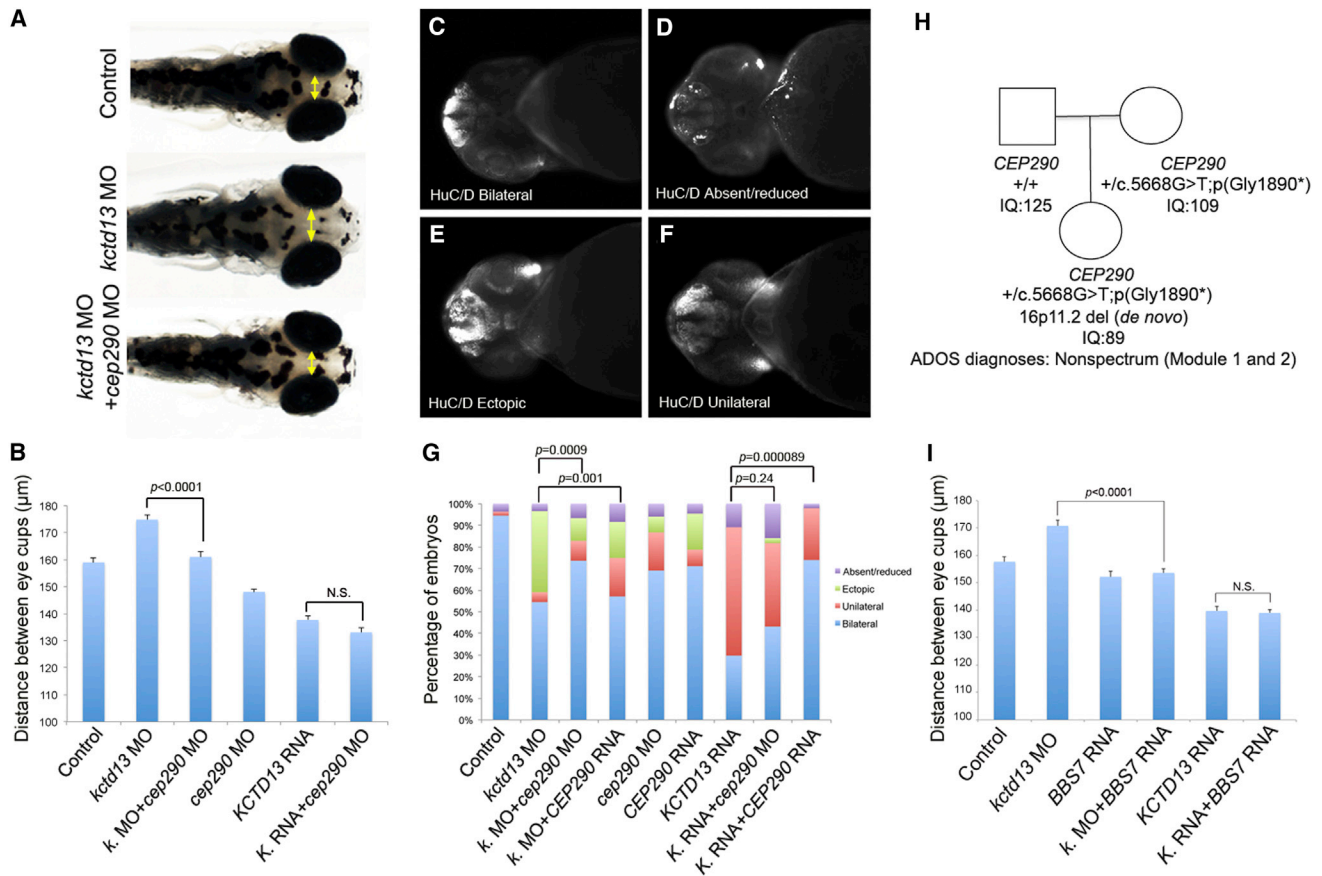 A
Control
kctd13 MO
kctd13 MO
+cep290 MO
B
Distance between eye cups (μm)
180
170
160
150
140
130
120
110
100
p<0.0001
N.S.
Control
kctd13 MO
k. MO+cep290 MO
cep290 MO
KCTD13 RNA
K. RNA+cep290 MO
C
HuC/D Bilateral
D
HuC/D Absent/reduced
E
HuC/D Ectopic
F
HuC/D Unilateral
G
Percentage of embryos
100%
90%
80%
70%
60%
50%
40%
30%
20%
10%
0%
p=0.0009
p=0.001
p=0.000089
p=0.24
Absent/reduced
Ectopic
Unilateral
Bilateral
Control
kctd13 MO
k. MO+cep290 MO
k. MO+CEP290 RNA
cep290 MO
CEP290 RNA
KCTD13 RNA
K. RNA+cep290 MO
K. RNA+CEP290 RNA
H
CEP290
+/+
IQ:125
CEP290
+/c.5668G>T;p(Gly1890*)
IQ:109
CEP290
+/c.5668G>T;p(Gly1890*)
16p11.2 del (de novo)
IQ:89
ADOS diagnoses: Nonspectrum (Module 1 and 2)
I
Distance between eye cups (μm)
180
170
160
150
140
130
120
110
100
p<0.0001
N.S.
Control
kctd13 MO
BBS7 RNA
k. MO+BBS7 RNA
KCTD13 RNA
K. RNA+BBS7 RNA